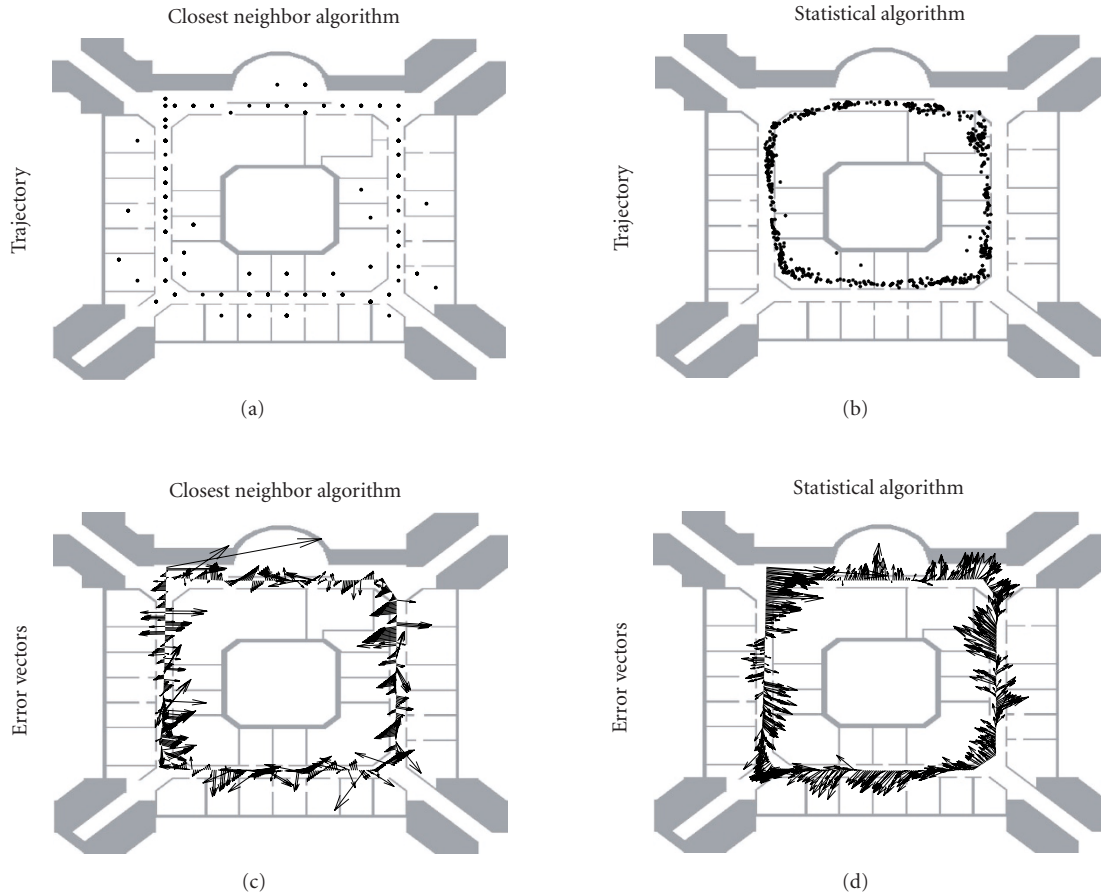 Closest neighbor algorithm
Statistical algorithm
Trajectory
Trajectory
(a)
(b)
Closest neighbor algorithm
Statistical algorithm
Error vectors
Error vectors
(c)
(d)